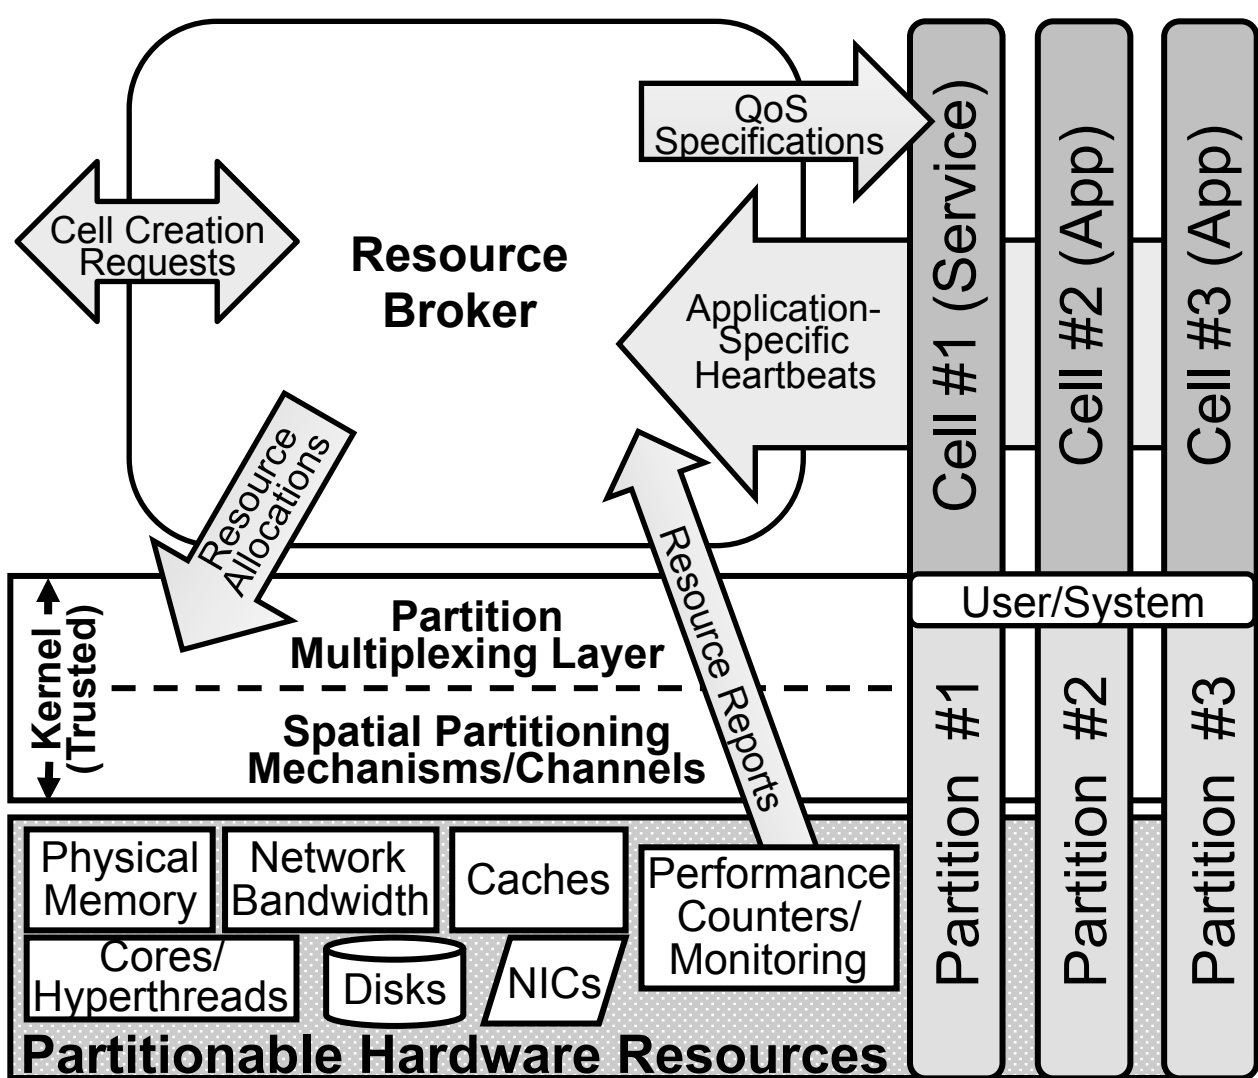 QoS
Specifications
Cell Creation
Requests
Resource
Broker
Application-
Specific
Heartbeats
Resource
Allocations
Resource Reports
Cell #1 (Service)
Cell #2 (App)
Cell #3 (App)
User/System
Kernel
(Trusted)
Partition
Multiplexing Layer
Spatial Partitioning
Mechanisms/Channels
Partition #1
Partition #2
Partition #3
Physical
Memory
Network
Bandwidth
Caches
Performance
Counters/
Monitoring
Cores/
Hyperthreads
Disks
NICs
Partitionable Hardware Resources